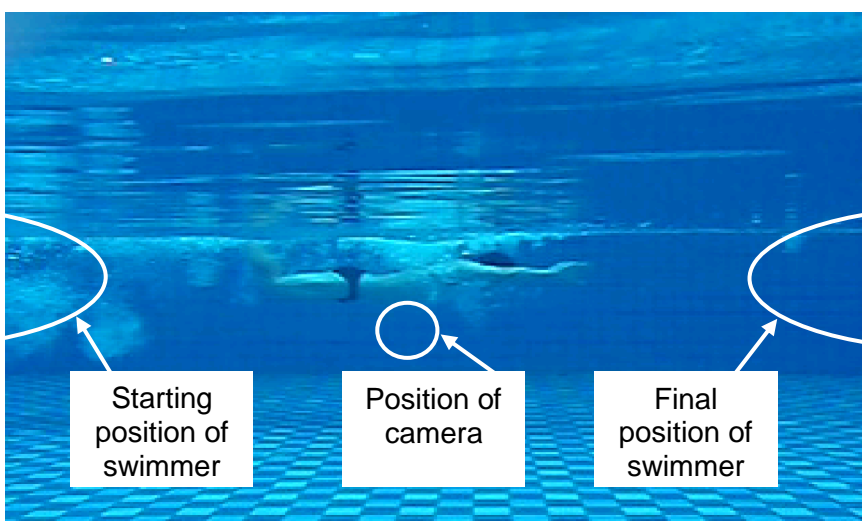 Starting
position of
swimmer
Position of
camera
Final
position of
swimmer